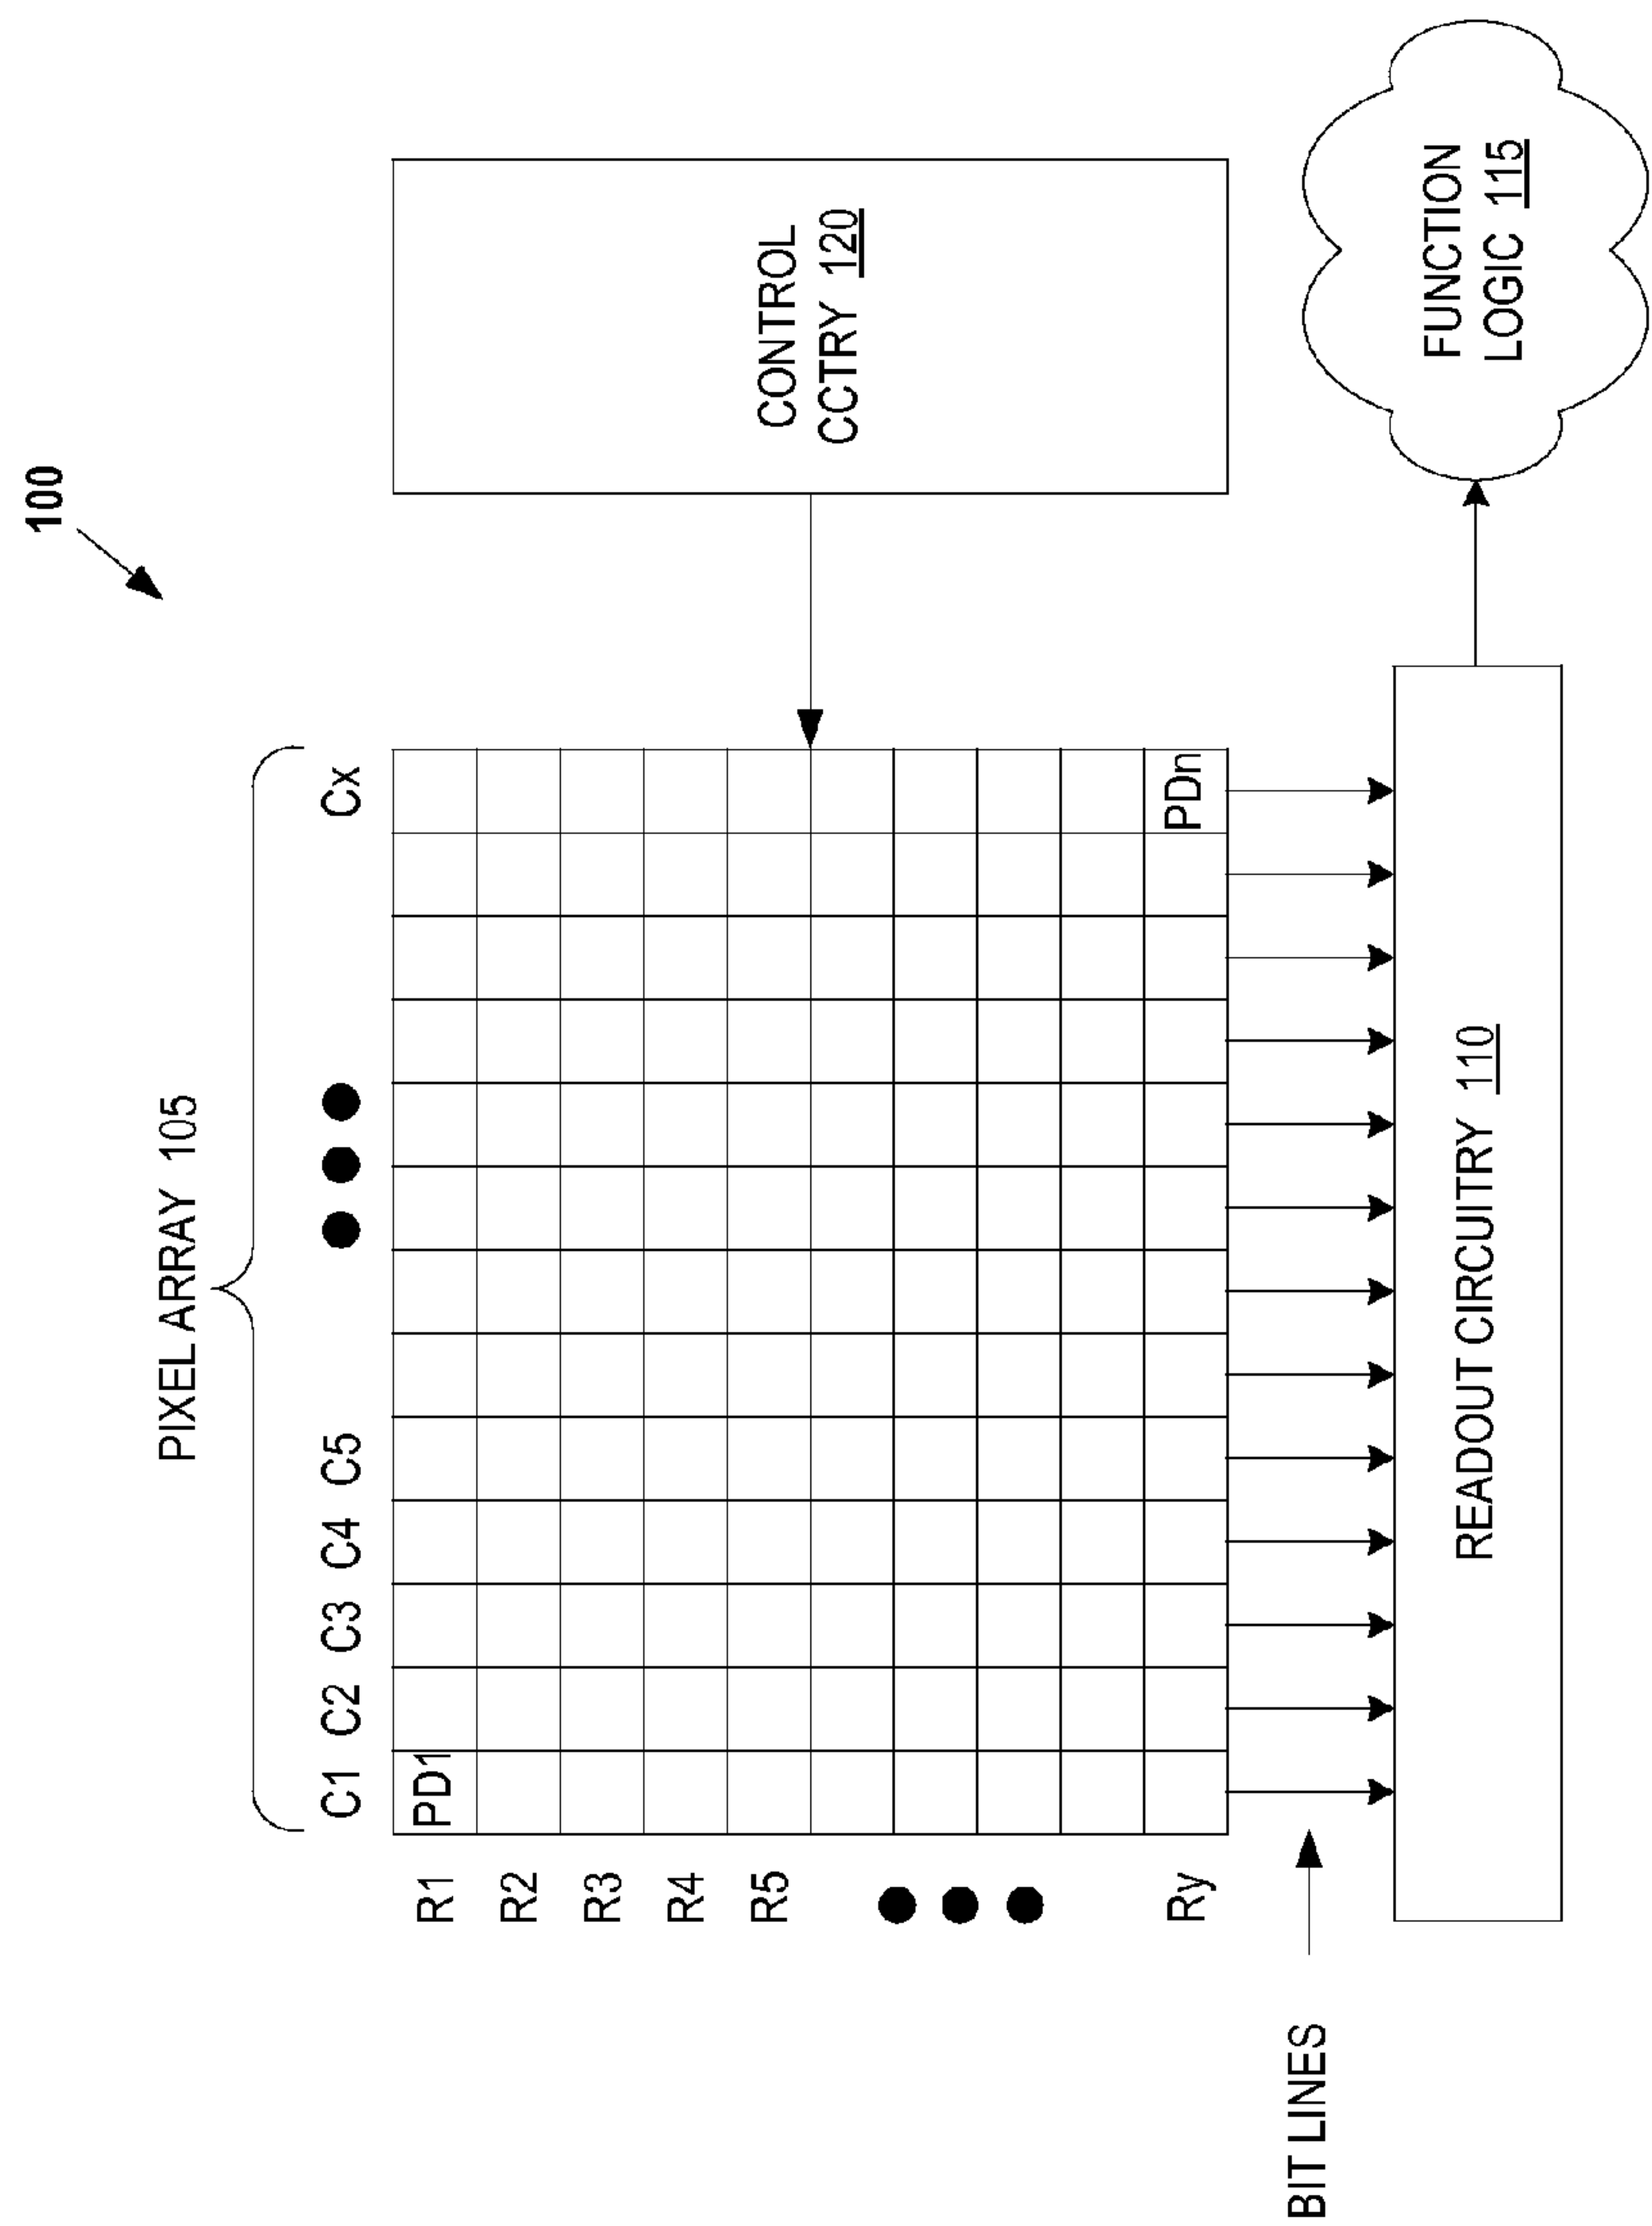 100
PIXEL ARRAY 105
C1 C2 C3 C4 C5 Cx
R1 PD1
R2
R3
R4
R5
Ry PDn
CONTROL
CCTRY 120
BIT LINES
READOUT CIRCUITRY 110
FUNCTION
LOGIC 115